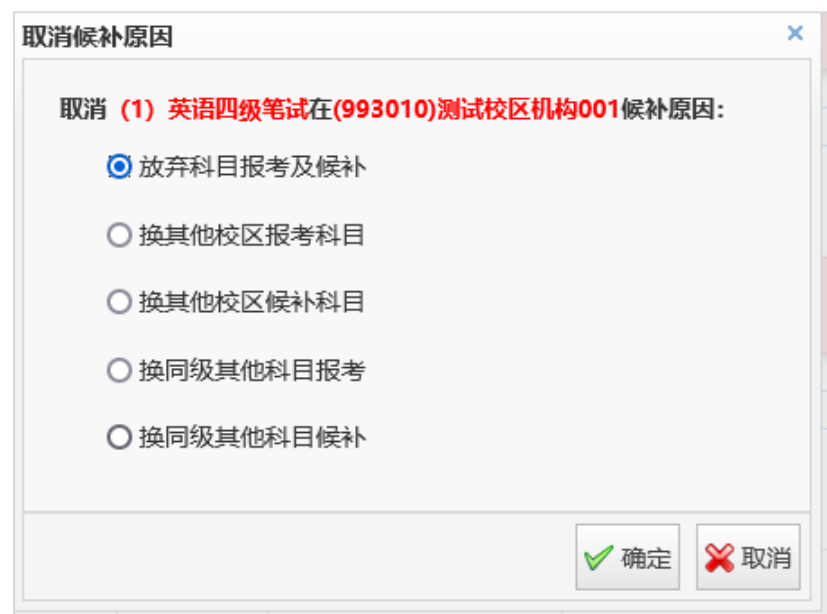 取消候补原因
取消（1）英语四级笔试在(993010)测试校区机构001候补原因：
放弃科目报考及候补
换其他校区报考科目
换其他校区候补科目
换同级其他科目报考
换同级其他科目候补
确定 取消